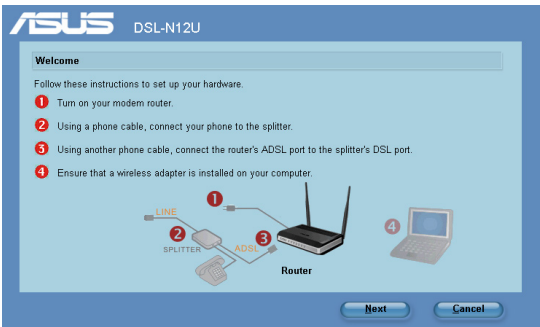 ASUS DSL-N12U
Welcome
Follow these instructions to set up your hardware.
1 Turn on your modem router.
2 Using a phone cable, connect your phone to the splitter.
3 Using another phone cable, connect the router's ADSL port to the splitter's DSL port.
4 Ensure that a wireless adapter is installed on your computer.
1
LINE
2
SPLITTER
ADSL
3
4
Router
Next Cancel